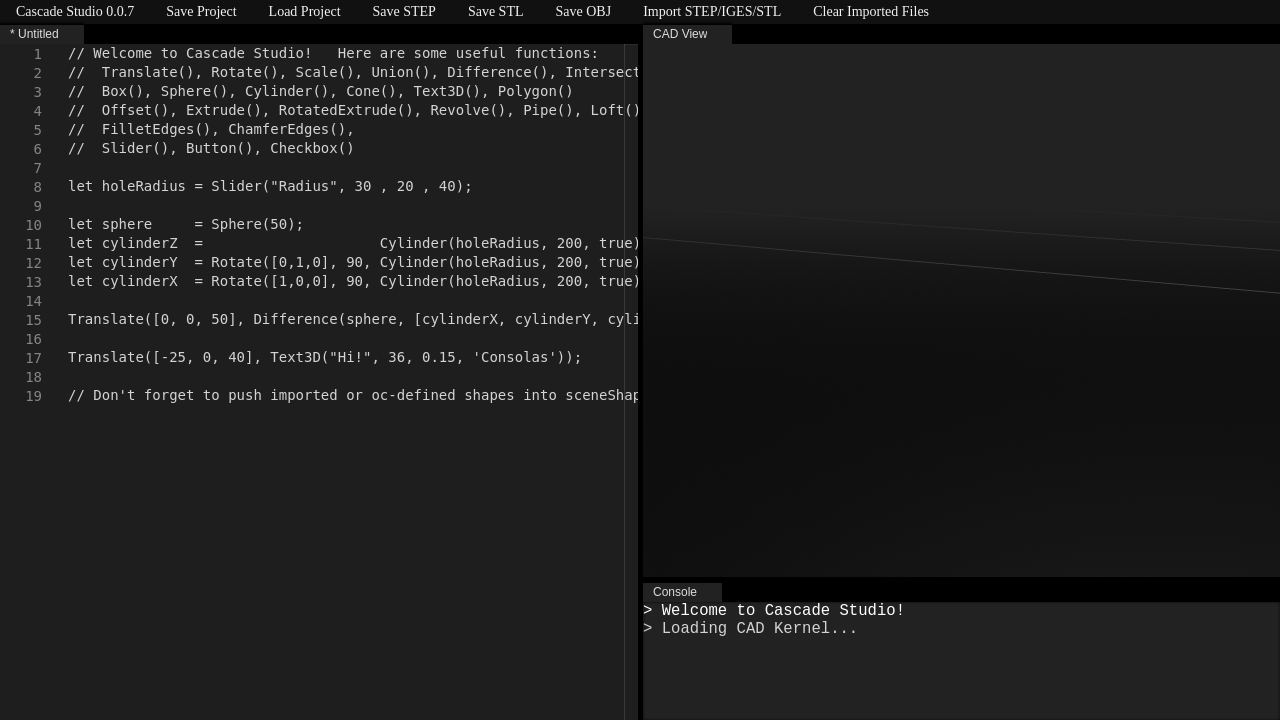 Cascade Studio 0.0.7 Save Project Load Project Save STEP Save STL Save OBJ Import STEP/IGES/STL Clear Imported Files
* Untitled
1 // Welcome to Cascade Studio!   Here are some useful functions:
2 //  Translate(), Rotate(), Scale(), Union(), Difference(), Intersect
3 //  Box(), Sphere(), Cylinder(), Cone(), Text3D(), Polygon()
4 //  Offset(), Extrude(), RotatedExtrude(), Revolve(), Pipe(), Loft()
5 //  FilletEdges(), ChamferEdges(),
6 //  Slider(), Button(), Checkbox()
7
8 let holeRadius = Slider("Radius", 30 , 20 , 40);
9
10 let sphere     = Sphere(50);
11 let cylinderZ  =                     Cylinder(holeRadius, 200, true)
12 let cylinderY  = Rotate([0,1,0], 90, Cylinder(holeRadius, 200, true)
13 let cylinderX  = Rotate([1,0,0], 90, Cylinder(holeRadius, 200, true)
14
15 Translate([0, 0, 50], Difference(sphere, [cylinderX, cylinderY, cyli
16
17 Translate([-25, 0, 40], Text3D("Hi!", 36, 0.15, 'Consolas'));
18
19 // Don't forget to push imported or oc-defined shapes into sceneShap
CAD View
Console
> Welcome to Cascade Studio!
> Loading CAD Kernel...